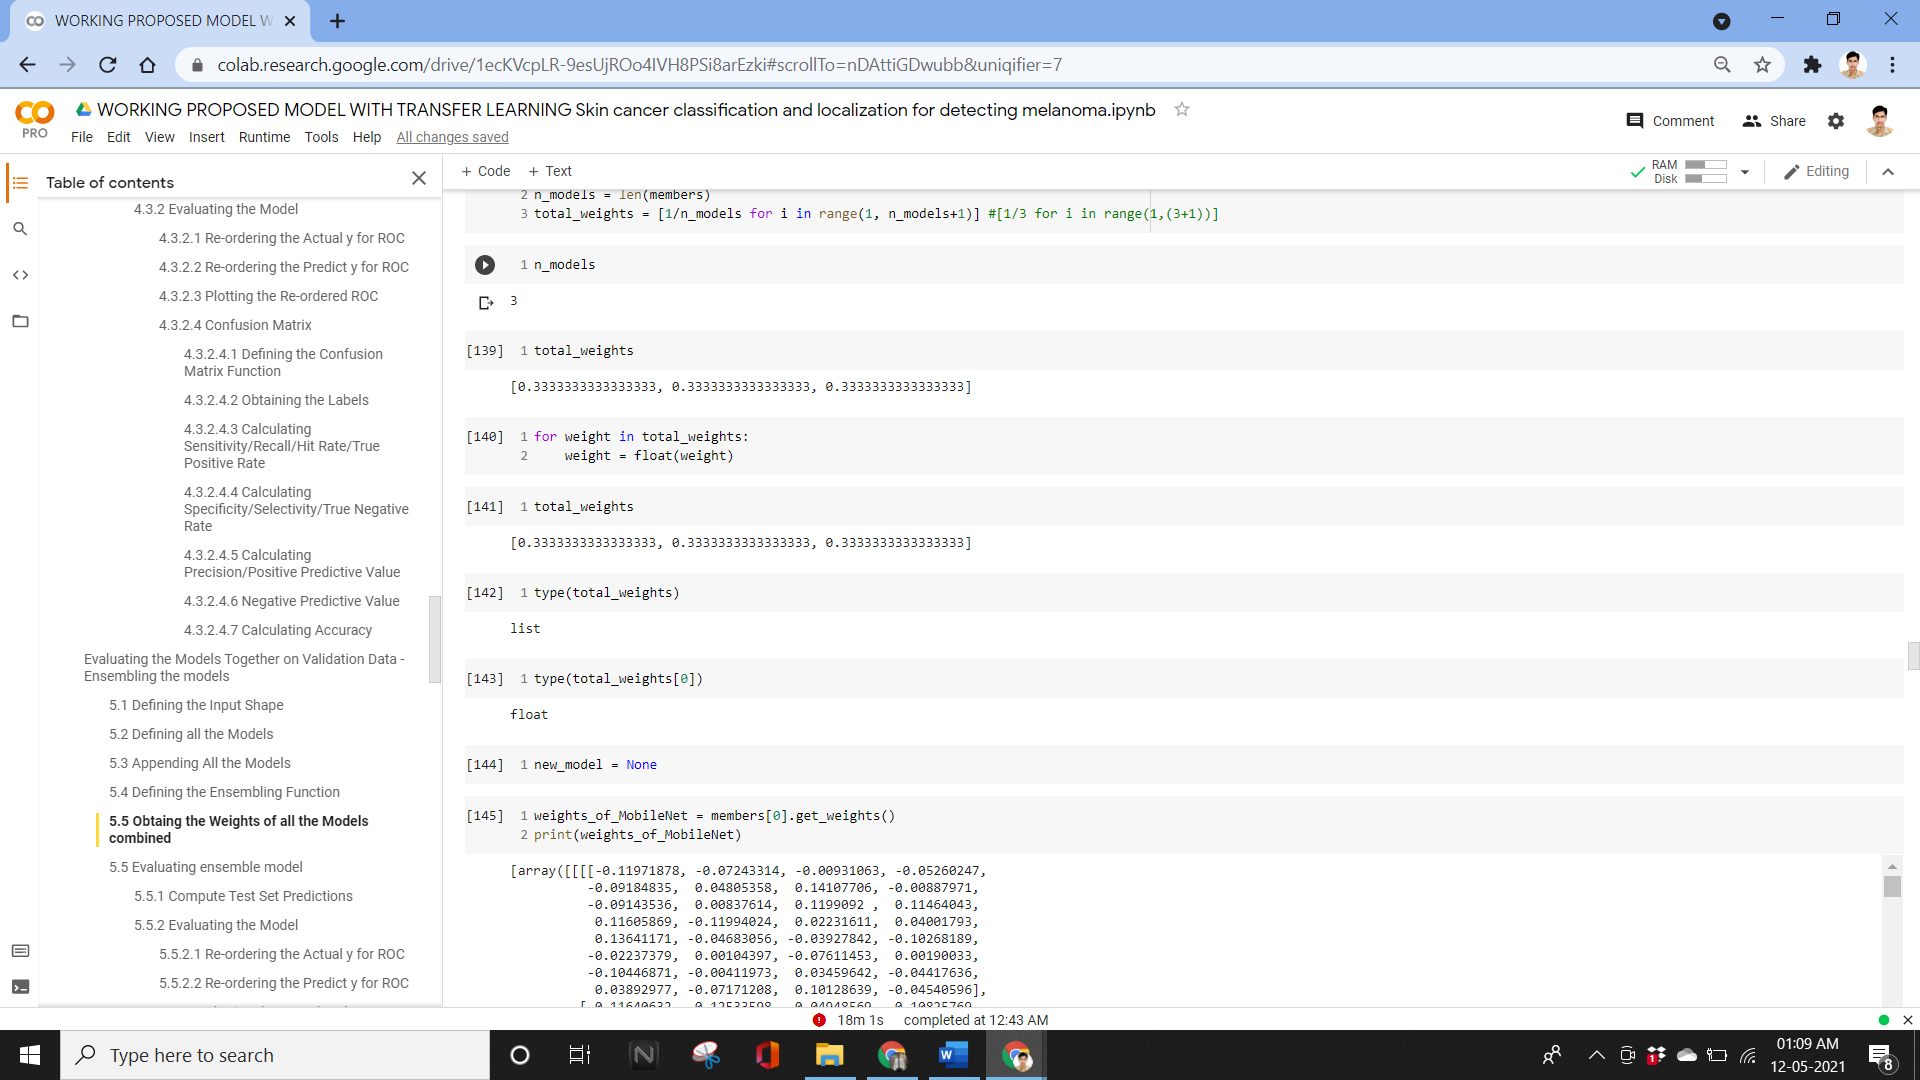 WORKING PROPOSED MODEL W
colab.research.google.com/drive/1ecKVcpLR-9esUjROo4IVH8PSi8arEzki#scrollTo=nDAttiGDwubb&uniqifier=7
PRO
WORKING PROPOSED MODEL WITH TRANSFER LEARNING Skin cancer classification and localization for detecting melanoma.ipynb
File Edit View Insert Runtime Tools Help All changes saved
Comment Share
Table of contents
4.3.2 Evaluating the Model
4.3.2.1 Re-ordering the Actual y for ROC
4.3.2.2 Re-ordering the Predict y for ROC
4.3.2.3 Plotting the Re-ordered ROC
4.3.2.4 Confusion Matrix
4.3.2.4.1 Defining the Confusion
Matrix Function
4.3.2.4.2 Obtaining the Labels
4.3.2.4.3 Calculating
Sensitivity/Recall/Hit Rate/True
Positive Rate
4.3.2.4.4 Calculating
Specificity/Selectivity/True Negative
Rate
4.3.2.4.5 Calculating
Precision/Positive Predictive Value
4.3.2.4.6 Negative Predictive Value
4.3.2.4.7 Calculating Accuracy
Evaluating the Models Together on Validation Data -
Ensembling the models
5.1 Defining the Input Shape
5.2 Defining all the Models
5.3 Appending All the Models
5.4 Defining the Ensembling Function
5.5 Obtaing the Weights of all the Models
combined
5.5 Evaluating ensemble model
5.5.1 Compute Test Set Predictions
5.5.2 Evaluating the Model
5.5.2.1 Re-ordering the Actual y for ROC
5.5.2.2 Re-ordering the Predict y for ROC
+ Code + Text
RAM
Disk
Editing
2 n_models = len(members)
3 total_weights = [1/n_models for i in range(1, n_models+1)] #[1/3 for i in range(1,(3+1))]
1 n_models
3
[139] 1 total_weights
[0.3333333333333333, 0.3333333333333333, 0.3333333333333333]
[140] 1 for weight in total_weights:
2 weight = float(weight)
[141] 1 total_weights
[0.3333333333333333, 0.3333333333333333, 0.3333333333333333]
[142] 1 type(total_weights)
list
[143] 1 type(total_weights[0])
float
[144] 1 new_model = None
[145] 1 weights_of_MobileNet = members[0].get_weights()
2 print(weights_of_MobileNet)
[array([[[[-0.11971878, -0.07243314, -0.00931063, -0.05260247,
-0.09184835, 0.04805358, 0.14107706, -0.00887971,
-0.09143536, 0.00837614, 0.1199092 , 0.11464043,
0.11605869, -0.11994024, 0.02231611, 0.04001793,
0.13641171, -0.04683056, -0.03927842, -0.10268189,
-0.02237379, 0.00104397, -0.07611453, 0.00190033,
-0.10446871, -0.00411973, 0.03459642, -0.04417636,
0.03892977, -0.07171208, 0.10128639, -0.04540596],
18m 1s completed at 12:43 AM
Type here to search
01:09 AM
12-05-2021
8